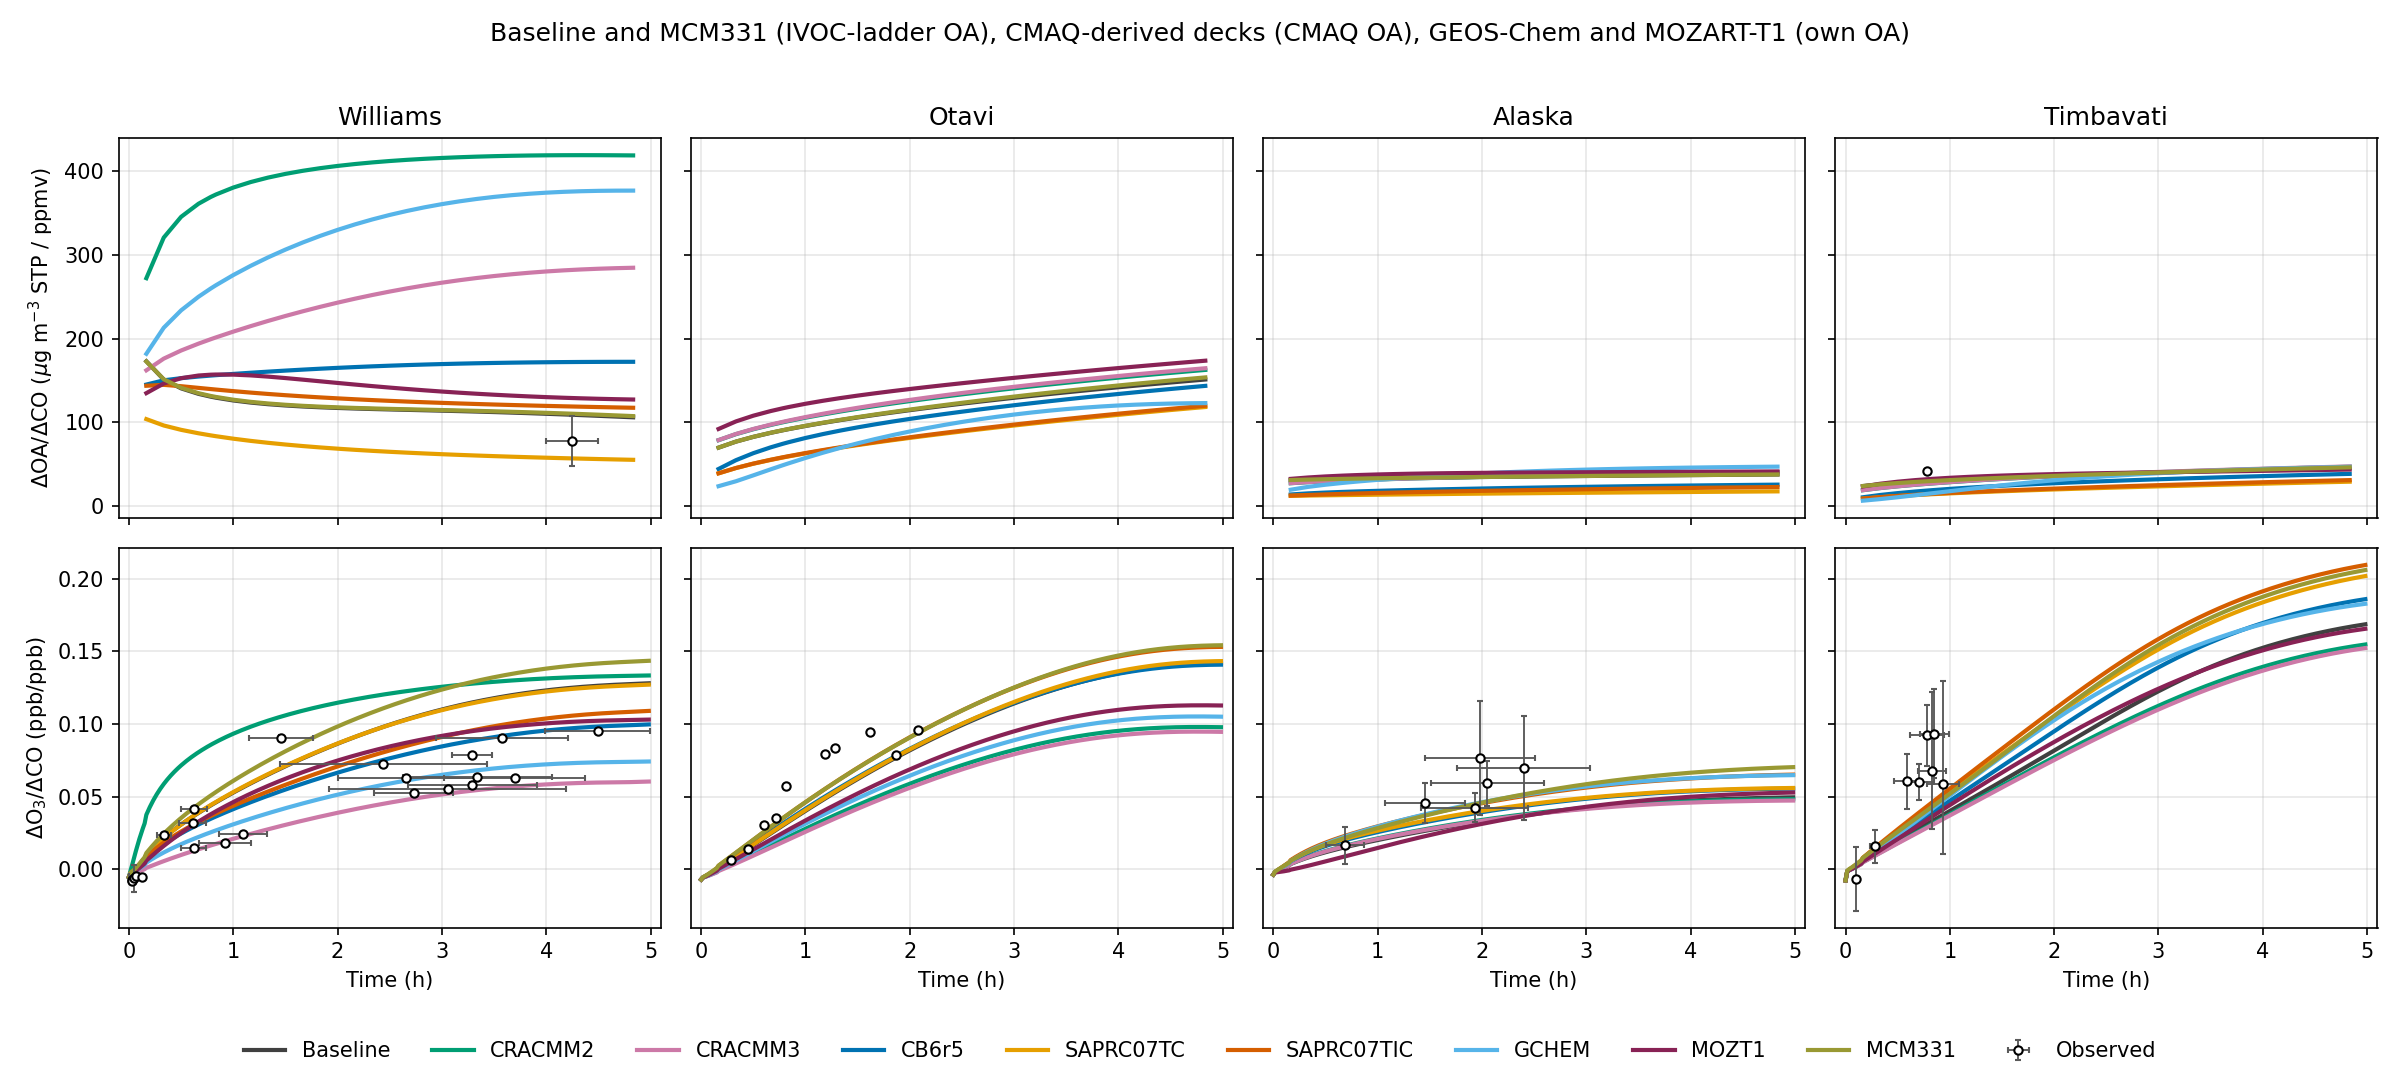 Baseline and MCM331 (IVOC-ladder OA), CMAQ-derived decks (CMAQ OA), GEOS-Chem and MOZART-T1 (own OA)
Williams
Otavi
Alaska
Timbavati
ΔOA/ΔCO (μg m⁻³ STP / ppmv)
400
300
200
100
0
ΔO₃/ΔCO (ppb/ppb)
0.20
0.15
0.10
0.05
0.00
0 1 2 3 4 5
0 1 2 3 4 5
0 1 2 3 4 5
0 1 2 3 4 5
Time (h)
Time (h)
Time (h)
Time (h)
Baseline
CRACMM2
CRACMM3
CB6r5
SAPRC07TC
SAPRC07TIC
GCHEM
MOZT1
MCM331
Observed